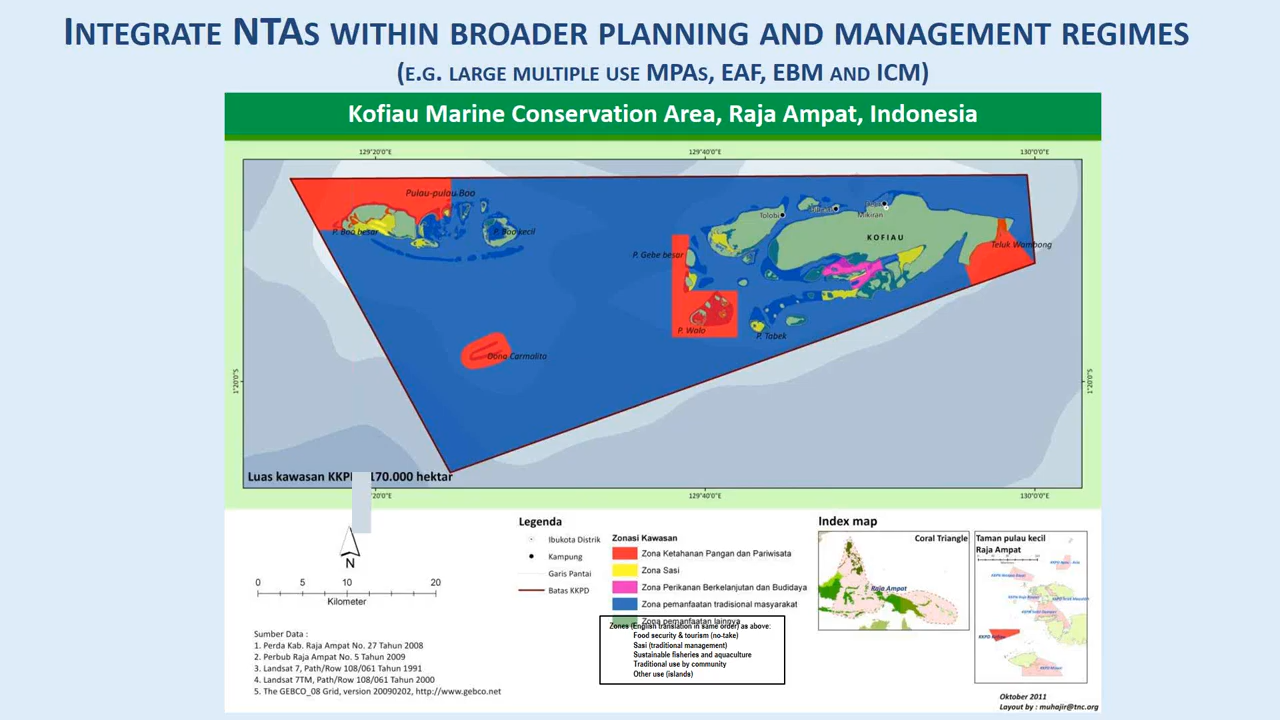 INTEGRATE NTAS WITHIN BROADER PLANNING AND MANAGEMENT REGIMES
(E.G. LARGE MULTIPLE USE MPAS, EAF, EBM AND ICM)
Kofiau Marine Conservation Area, Raja Ampat, Indonesia
129°20'0"E
129°40'0"E
130°0'0"E
Pulau-pulau Boo
P. Boo besar
P. Boo kecil
Tolobi
Mikiran
KOFIAU
P. Gebe besar
Teluk Wambong
P. Walo
P. Tabek
Dona Carmalita
1°20'0"S
1°20'0"S
Luas kawasan KKPD 170.000 hektar
129°40'0"E
130°0'0"E
N
0 5 10 20
Kilometer
Legenda
Ibukota Distrik
Kampung
Garis Pantai
Batas KKPD
Zonasi Kawasan
Zona Ketahanan Pangan dan Pariwisata
Zona Sasi
Zona Perikanan Berkelanjutan dan Budidaya
Zona pemanfaatan tradisional masyarakat
Zona pemanfaatan lainnya
Zones (English translation in same order) as above:
Food security & tourism (no-take)
Sasi (traditional management)
Sustainable fisheries and aquaculture
Traditional use by community
Other use (islands)
Sumber Data :
1. Perda Kab. Raja Ampat No. 27 Tahun 2008
2. Perbub Raja Ampat No. 5 Tahun 2009
3. Landsat 7, Path/Row 108/061 Tahun 1991
4. Landsat 7TM, Path/Row 108/061 Tahun 2000
5. The GEBCO_08 Grid, version 20090202, http://www.gebco.net
Index map
Coral Triangle
Raja Ampat
Taman pulau kecil
Raja Ampat
KKPD Kofiau
Oktober 2011
Layout by : muhajir@tnc.org